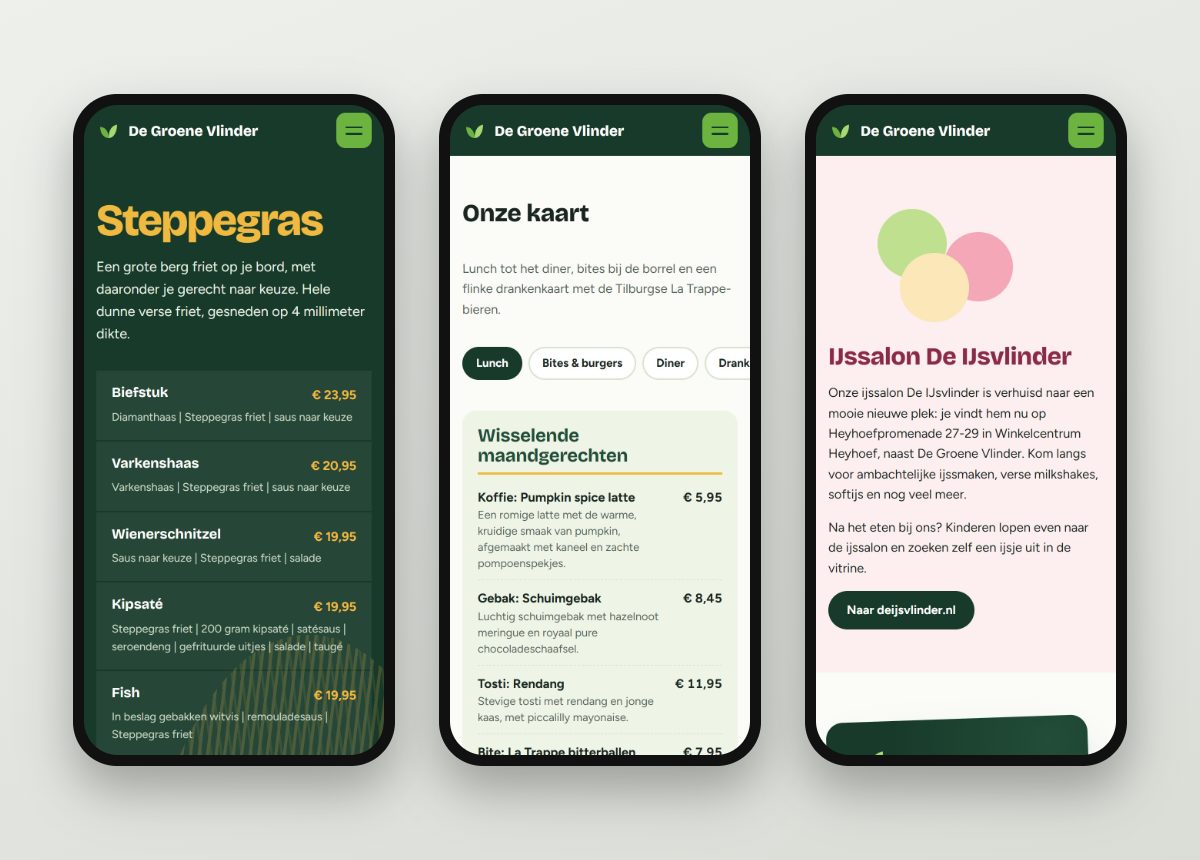 De Groene Vlinder
Steppegras
Een grote berg friet op je bord, met
daaronder je gerecht naar keuze. Hele
dunne verse friet, gesneden op 4 millimeter
dikte.
Biefstuk
€ 23,95
Diamanthaas | Steppegras friet | saus naar keuze
Varkenshaas
€ 20,95
Varkenshaas | Steppegras friet | saus naar keuze
Wienerschnitzel
€ 19,95
Saus naar keuze | Steppegras friet | salade
Kipsaté
€ 19,95
Steppegras friet | 200 gram kipsaté | satésaus |
seroendeng | gefrituurde uitjes | salade | taugé
Fish
€ 19,95
In beslag gebakken witvis | remouladesaus |
Steppegras friet
De Groene Vlinder
Onze kaart
Lunch tot het diner, bites bij de borrel en een
flinke drankenkaart met de Tilburgse La Trappe-
bieren.
Lunch
Bites & burgers
Diner
Drank
Wisselende
maandgerechten
Koffie: Pumpkin spice latte
€ 5,95
Een romige latte met de warme,
kruidige smaak van pumpkin,
afgemaakt met kaneel en zachte
pompoenspekjes.
Gebak: Schuimgebak
€ 8,45
Luchtig schuimgebak met hazelnoot
meringue en royaal pure
chocoladeschaafsel.
Tosti: Rendang
€ 11,95
Stevige tosti met rendang en jonge
kaas, met piccalilly mayonaise.
Bite: La Trappe bitterballen
€ 7,95
De Groene Vlinder
IJssalon De IJsvlinder
Onze ijssalon De IJsvlinder is verhuisd naar een
mooie nieuwe plek: je vindt hem nu op
Heyhoefpromenade 27-29 in Winkelcentrum
Heyhoef, naast De Groene Vlinder. Kom langs
voor ambachtelijke ijssmaken, verse milkshakes,
softijs en nog veel meer.
Na het eten bij ons? Kinderen lopen even naar
de ijssalon en zoeken zelf een ijsje uit in de
vitrine.
Naar deijsvlinder.nl